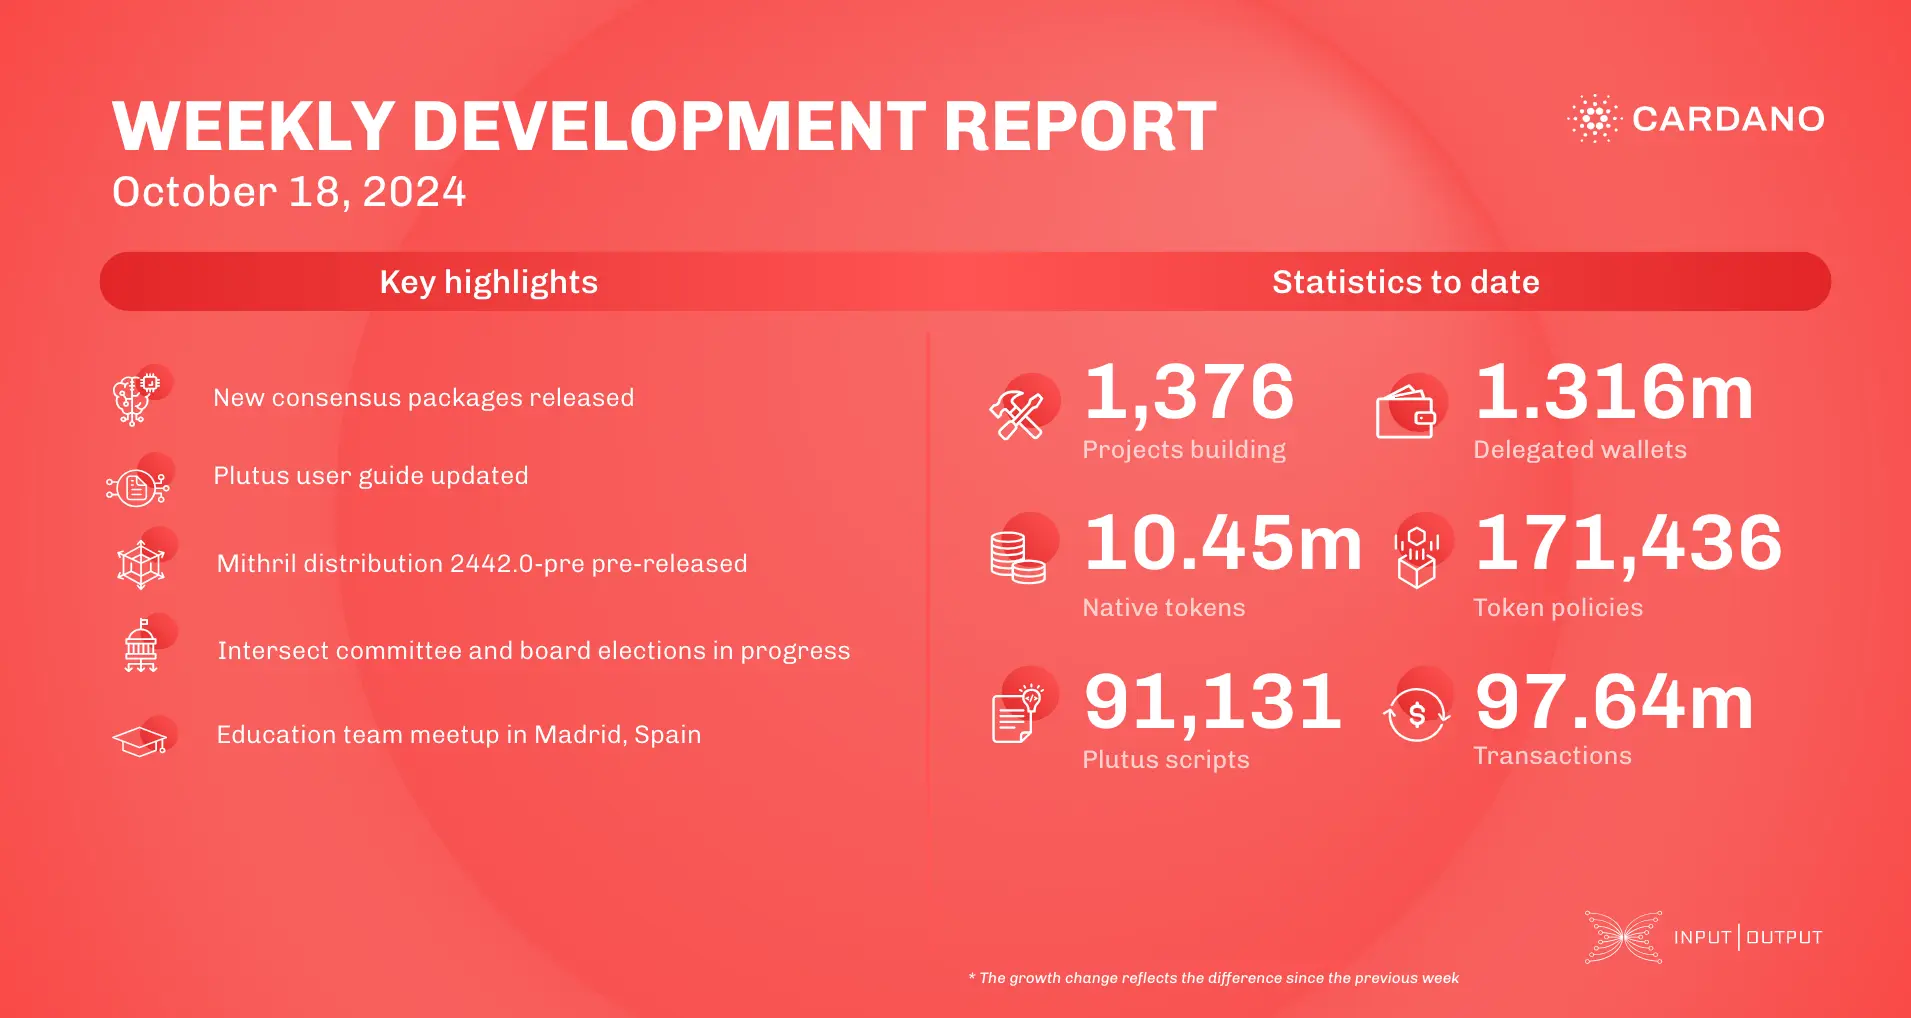 WEEKLY DEVELOPMENT REPORT
October 18, 2024
CARDANO
Key highlights
New consensus packages released
Plutus user guide updated
Mithril distribution 2442.0-pre pre-released
Intersect committee and board elections in progress
Education team meetup in Madrid, Spain
Statistics to date
1,376
Projects building
1.316m
Delegated wallets
10.45m
Native tokens
171,436
Token policies
91,131
Plutus scripts
$
97.64m
Transactions
* The growth change reflects the difference since the previous week
INPUT | OUTPUT